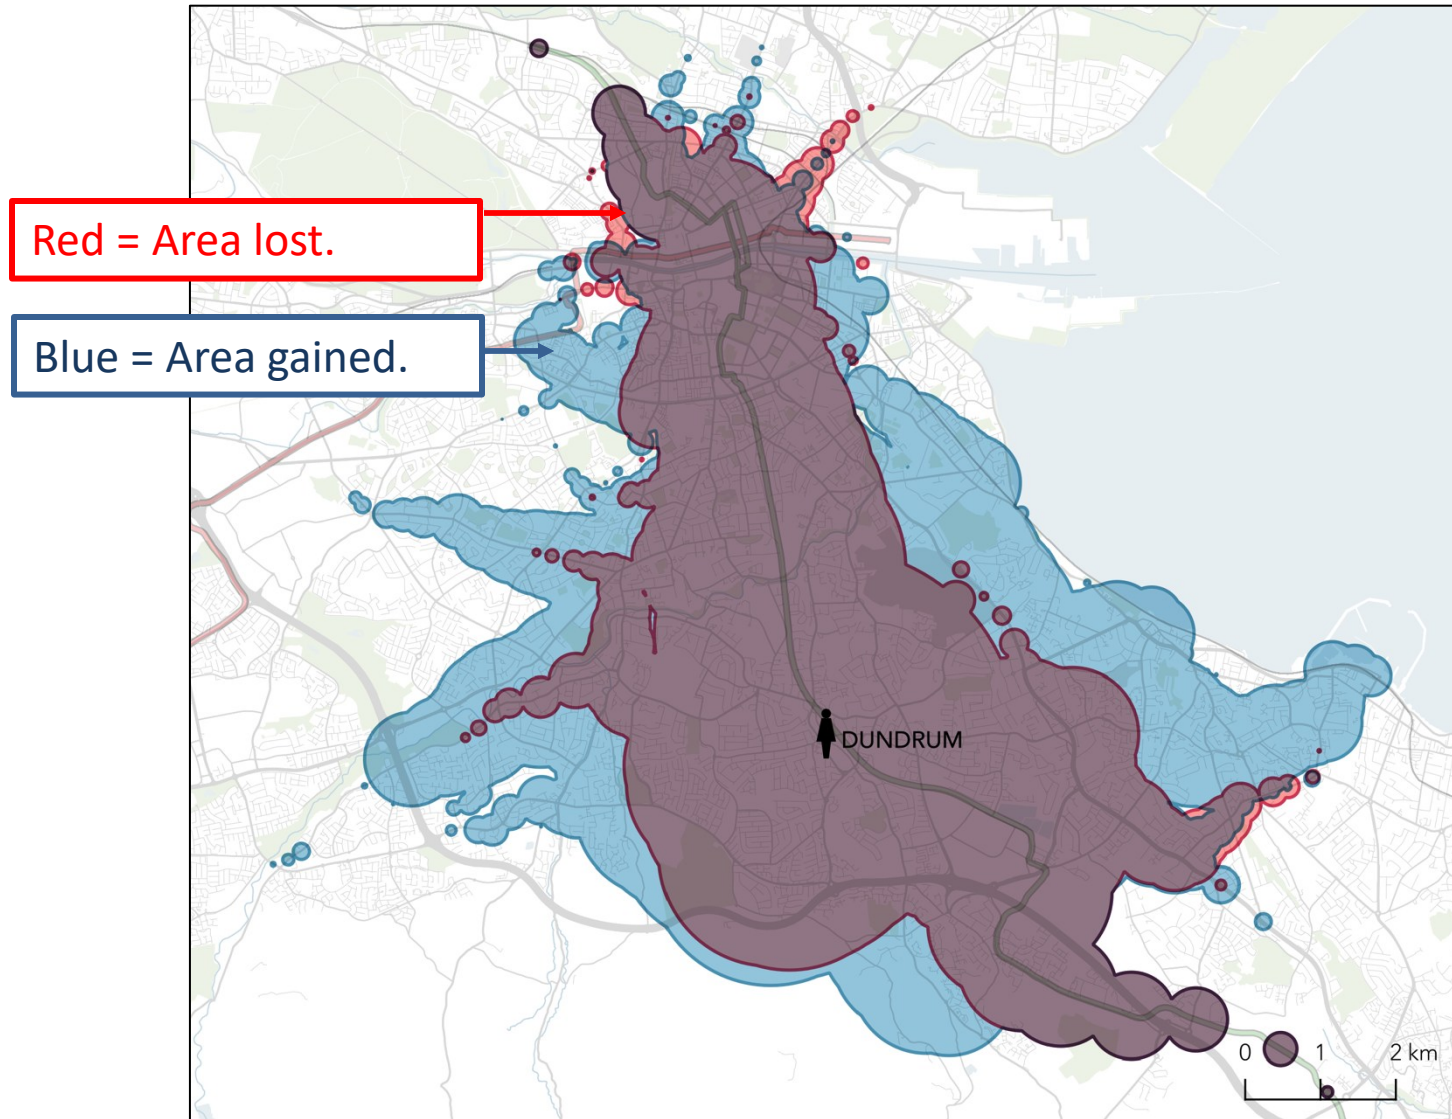 Red = Area lost.
Blue = Area gained.
DUNDRUM
0 1 2 km